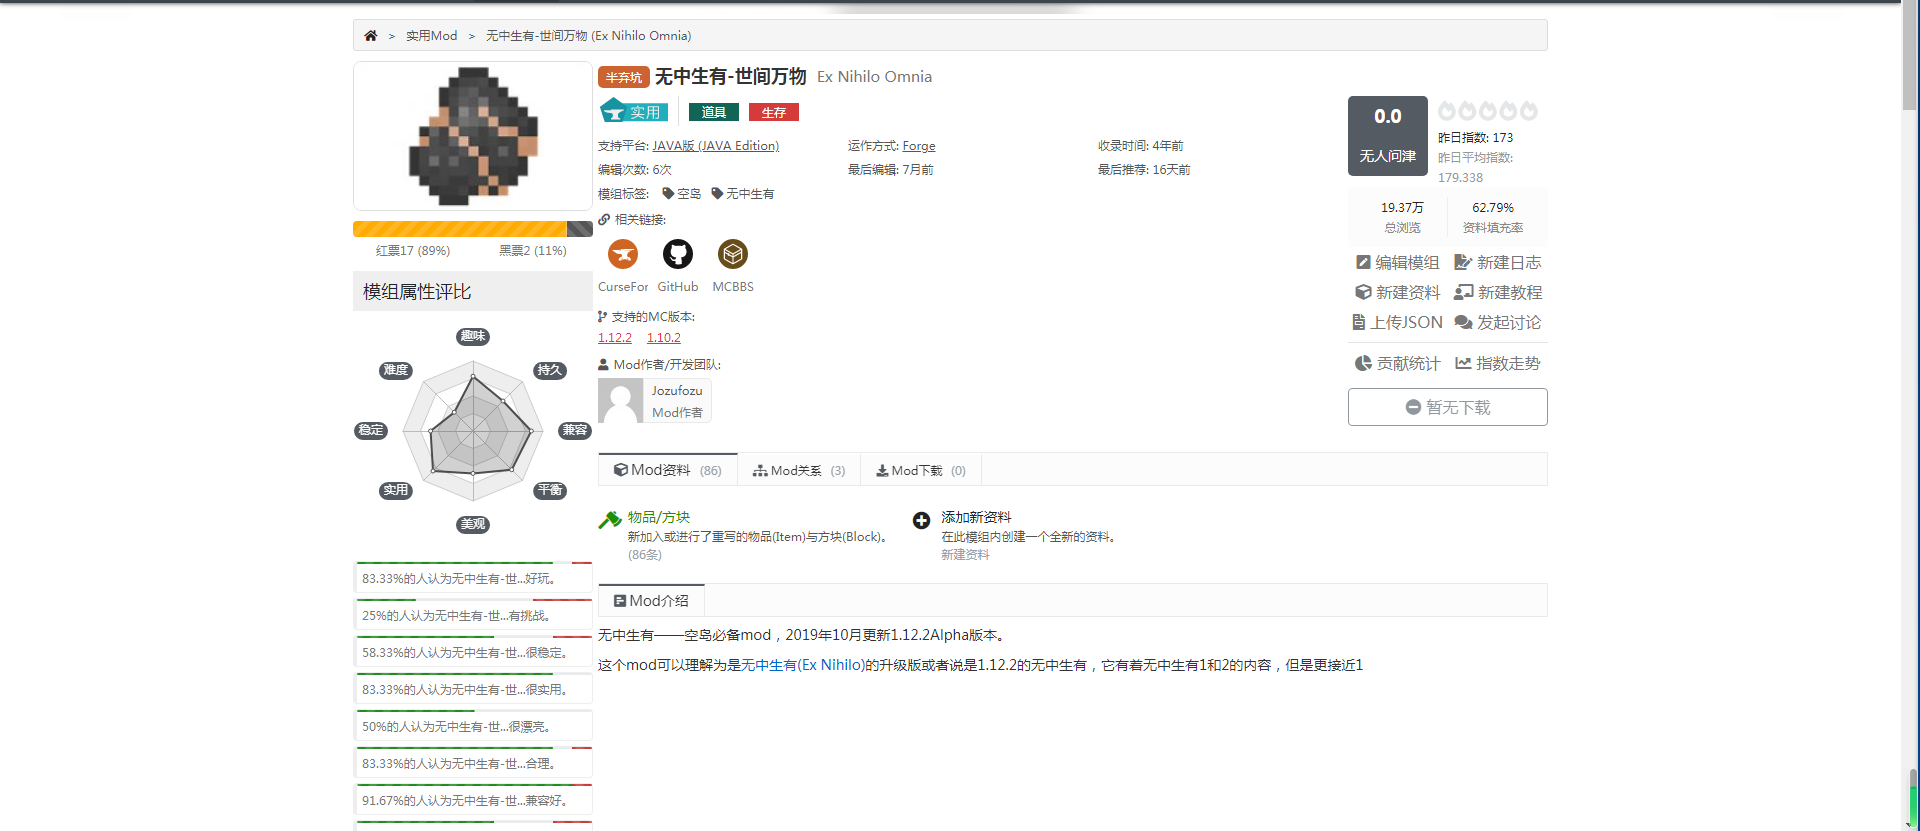 > 实用Mod > 无中生有-世间万物 (Ex Nihilo Omnia)
半弃坑 无中生有-世间万物 Ex Nihilo Omnia
实用 道具 生存
支持平台: JAVA版 (JAVA Edition) 运作方式: Forge 收录时间: 4年前
编辑次数: 6次 最后编辑: 7月前 最后推荐: 16天前
模组标签: 空岛 无中生有
相关链接:
CurseFor GitHub MCBBS
支持的MC版本:
1.12.2 1.10.2
Mod作者/开发团队:
Jozufozu
Mod作者
0.0
无人问津
昨日指数: 173
昨日平均指数:
179.338
19.37万 62.79%
总浏览 资料填充率
编辑模组 新建日志
新建资料 新建教程
上传JSON 发起讨论
贡献统计 指数走势
暂无下载
红票17 (89%) 黑票2 (11%)
模组属性评比
趣味
难度 持久
稳定 兼容
实用 平衡
美观
83.33%的人认为无中生有-世...好玩。
25%的人认为无中生有-世...有挑战。
58.33%的人认为无中生有-世...很稳定。
83.33%的人认为无中生有-世...很实用。
50%的人认为无中生有-世...很漂亮。
83.33%的人认为无中生有-世...合理。
91.67%的人认为无中生有-世...兼容好。
Mod资料 (86) Mod关系 (3) Mod下载 (0)
物品/方块
新加入或进行了重写的物品(Item)与方块(Block)。
(86条)
添加新资料
在此模组内创建一个全新的资料。
新建资料
Mod介绍
无中生有——空岛必备mod，2019年10月更新1.12.2Alpha版本。
这个mod可以理解为是无中生有(Ex Nihilo)的升级版或者说是1.12.2的无中生有，它有着无中生有1和2的内容，但是更接近1